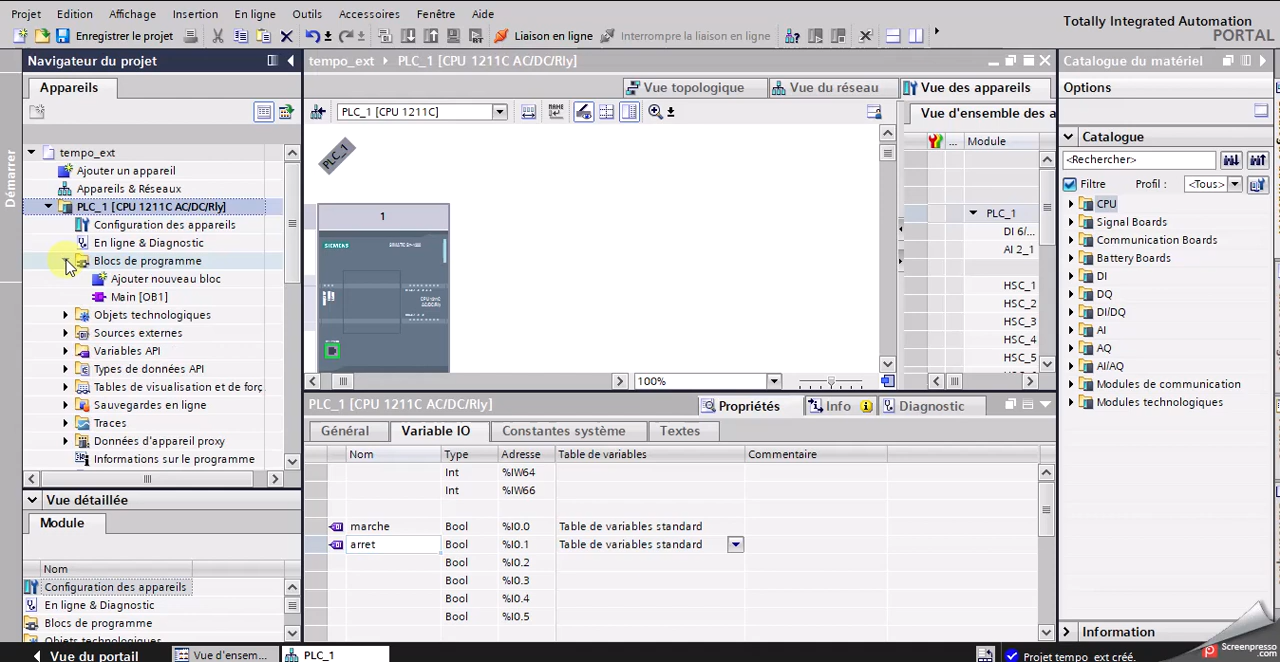 Projet Edition Affichage Insertion En ligne Outils Accessoires Fenêtre Aide
Totally Integrated Automation
PORTAL
Enregistrer le projet Liaison en ligne Interrompre la liaison en ligne
Navigateur du projet
tempo_ext PLC_1 [CPU 1211C AC/DC/Rly]
Catalogue du matériel
Appareils
Vue topologique Vue du réseau Vue des appareils
Options
PLC_1 [CPU 1211C] NAME
Vue d'ensemble des a
... Module
Catalogue
<Rechercher>
Filtre Profil : <Tous>
Démarrer
tempo_ext
Ajouter un appareil
Appareils & Réseaux
PLC_1 [CPU 1211C AC/DC/Rly]
Configuration des appareils
En ligne & Diagnostic
Blocs de programme
Ajouter nouveau bloc
Main [OB1]
Objets technologiques
Sources externes
Variables API
Types de données API
Tables de visualisation et de forç
Sauvegardes en ligne
Traces
Données d'appareil proxy
Informations sur le programme
PLC_1
1
SIEMENS
PLC_1
DI 6/...
AI 2_1
HSC_1
HSC_2
HSC_3
HSC_4
HSC_5
100%
CPU
Signal Boards
Communication Boards
Battery Boards
DI
DQ
DI/DQ
AI
AQ
AI/AQ
Modules de communication
Modules technologiques
PLC_1 [CPU 1211C AC/DC/Rly]
Propriétés Info Diagnostic
Général Variable IO Constantes système Textes
Nom Type Adresse Table de variables Commentaire
Int %IW64
Int %IW66
marche Bool %I0.0 Table de variables standard
arret Bool %I0.1 Table de variables standard
Bool %I0.2
Bool %I0.3
Bool %I0.4
Bool %I0.5
Vue détaillée
Module
Nom
Configuration des appareils
En ligne & Diagnostic
Blocs de programme
Objets technologiques
Information
Vue du portail Vue d'ensem... PLC_1
Projet tempo_ext créé.
Screenpresso
.com